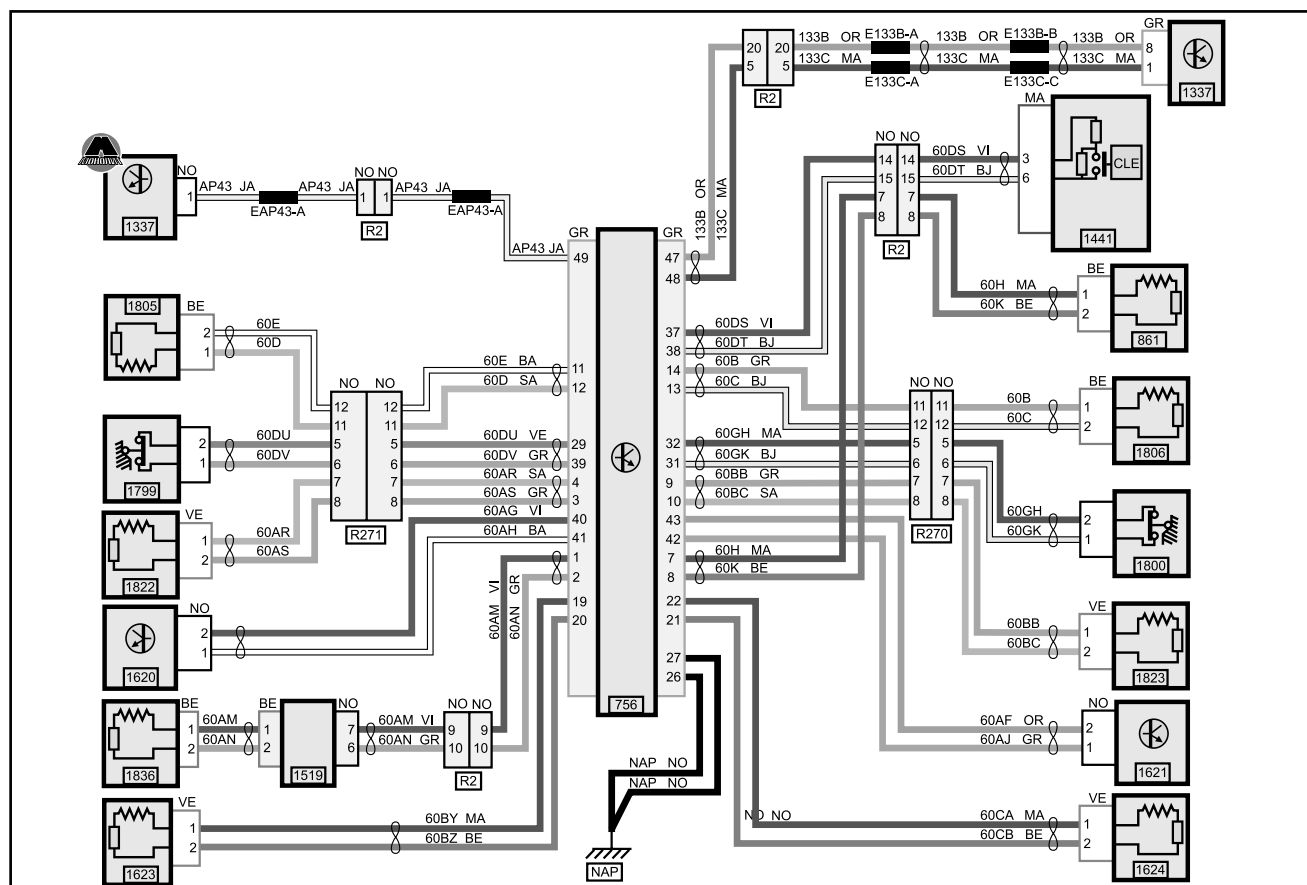 133B OR E133B-A 133B OR E133B-B 133B OR GR
20 20 8
133C MA 133C MA 133C MA
5 5 1
E133C-A E133C-C
R2 1337
MA
NO NO
14 14 60DS VI 3
15 15 60DT BJ 6 CLE
7 7
8 8
R2 1441
133B OR
133C MA
NO NO NO
1 AP43 JA AP43 JA 1 1 AP43 JA
EAP43-A EAP43-A
1337 R2
AP43 JA
GR GR
49 47
48
60H MA BE
1
60K BE 2
861
1805 BE
2 60E
1 60D
37 60DS VI
38 60DT BJ
14 60B GR
13 60C BJ
60E BA 11
60D SA 12
NO NO
12 12
11 11
5 5
6 6
7 7
8 8
R271
NO NO
11 11
12 12
5 5
6 6
7 7
8 8
R270
60B BE
1
60C 2
1806
2 60DU
1 60DV
1799
60DU VE 29
60DV GR 39
60AR SA 4
60AS GR 3
60AG VI 40
60AH BA 41
1
2
19
20
32 60GH MA
31 60GK BJ
9 60BB GR
10 60BC SA
43
42
7 60H MA
8 60K BE
22
21
27
26
756
60GH 2
60GK 1
1800
VE
1 60AR
2 60AS
1822
NO
2
1
1620
60AM VI
60AN GR
VE
60BB 1
60BC 2
1823
BE BE NO NO NO
1 60AM 1 7 60AM VI 9 9
2 60AN 2 6 60AN GR 10 10
1836 1519 R2
NO
60AF OR 2
60AJ GR 1
1621
NAP NO
NAP NO
NAP
NO NO
VE
1 60BY MA
2 60BZ BE
1623
VE
60CA MA 1
60CB BE 2
1624